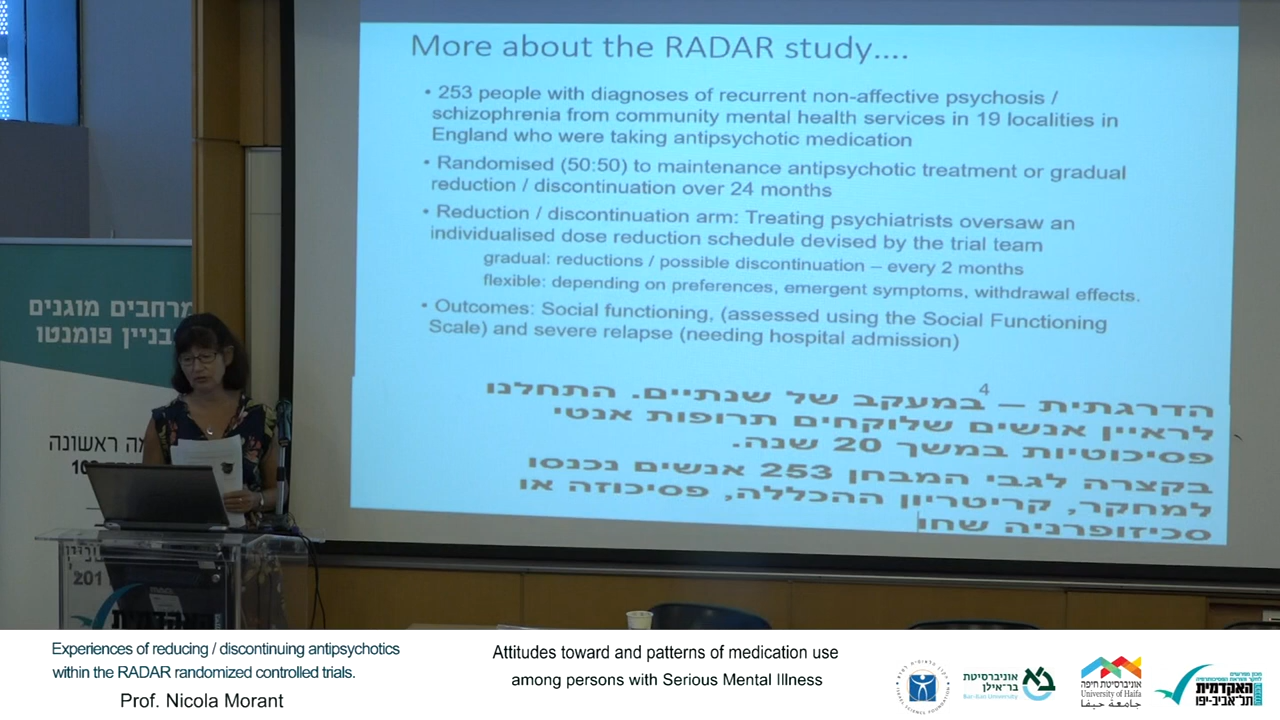 More about the RADAR study....
• 253 people with diagnoses of recurrent non-affective psychosis /
schizophrenia from community mental health services in 19 localities in
England who were taking antipsychotic medication
• Randomised (50:50) to maintenance antipsychotic treatment or gradual
reduction / discontinuation over 24 months
• Reduction / discontinuation arm: Treating psychiatrists oversaw an
individualised dose reduction schedule devised by the trial team
gradual: reductions / possible discontinuation – every 2 months
flexible: depending on preferences, emergent symptoms, withdrawal effects.
• Outcomes: Social functioning, (assessed using the Social Functioning
Scale) and severe relapse (needing hospital admission)
4
הדרגתית – במעקב של שנתיים. התחלנו
לראיין אנשים שלוקחים תרופות אנטי
פסיכוטיות במשך 20 שנה.
בקצרה לגבי המבחן 253 אנשים נכנסו
למחקר, קריטריון ההכללה, פסיכוזה או
סכיזופרניה שחו
מרחבים מוגנים
בניין פומנטו
מה ראשונה
10
201
האקדמית
Experiences of reducing / discontinuing antipsychotics
within the RADAR randomized controlled trials.
Prof. Nicola Morant
Attitudes toward and patterns of medication use
among persons with Serious Mental Illness
אוניברסיטת
בר־אילן
Bar-Ilan University
אוניברסיטת חיפה
University of Haifa
جامعة حيفا
האקדמית
תל־אביב-יפו